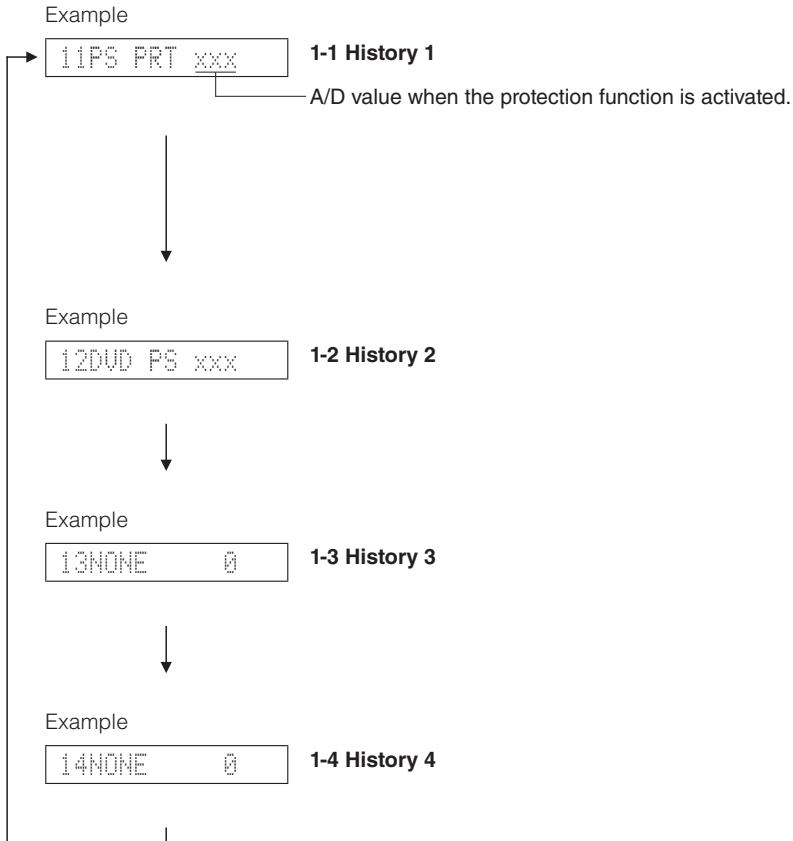 Example
11PS PRT xxx
1-1 History 1
A/D value when the protection function is activated.
Example
12DVD PS xxx
1-2 History 2
Example
13NONE 0
1-3 History 3
Example
14NONE 0
1-4 History 4